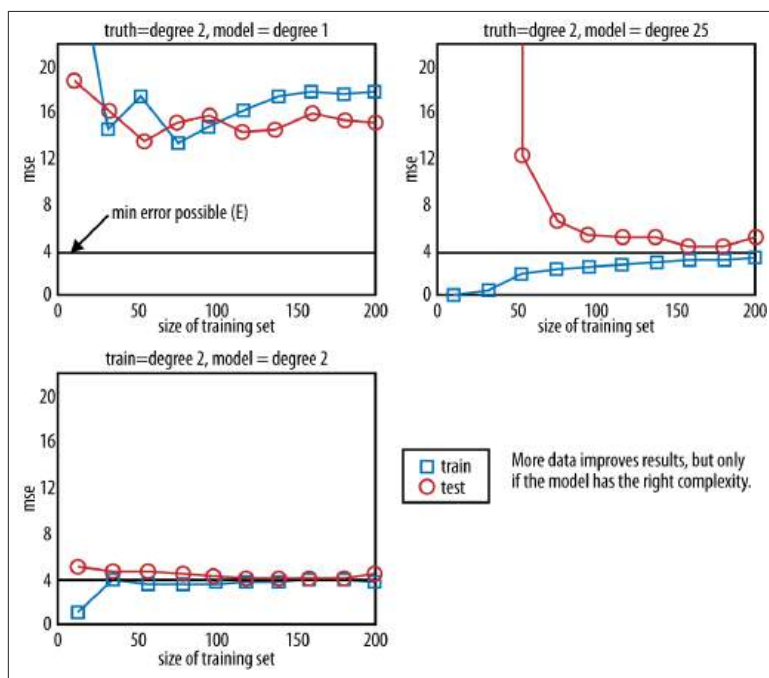 truth=degree 2, model = degree 1
20
16
12
8
4
0
mse
min error possible (E)
0
50
100
150
200
size of training set
truth=dgree 2, model = degree 25
20
16
12
8
4
0
mse
0
50
100
150
200
size of training set
train=degree 2, model = degree 2
20
16
12
8
4
0
mse
0
50
100
150
200
size of training set
train
test
More data improves results, but only
if the model has the right complexity.